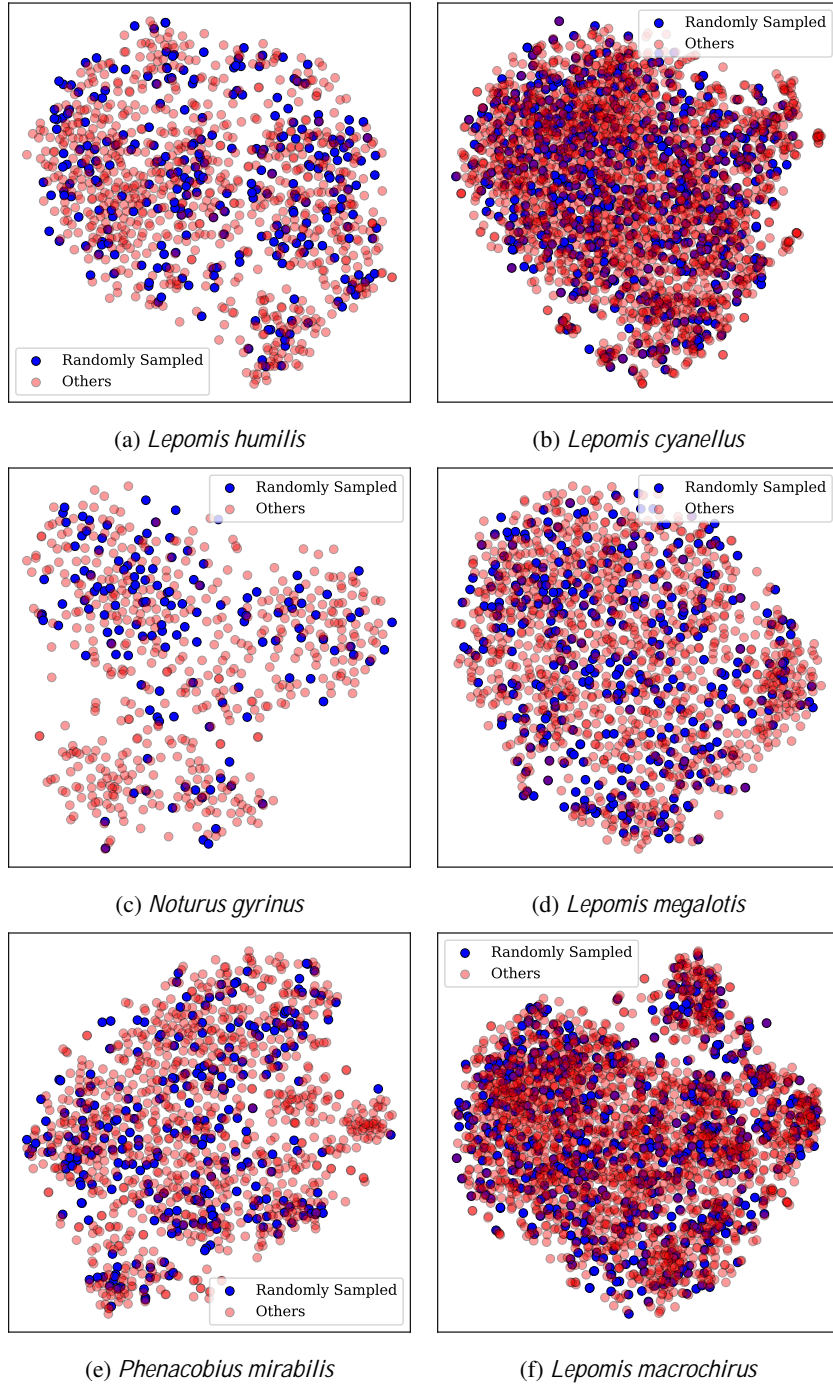 Randomly Sampled
Others
(a) Lepomis humilis
Randomly Sampled
Others
(b) Lepomis cyanellus
Randomly Sampled
Others
(c) Noturus gyrinus
Randomly Sampled
Others
(d) Lepomis megalotis
Randomly Sampled
Others
(e) Phenacobius mirabilis
Randomly Sampled
Others
(f) Lepomis macrochirus